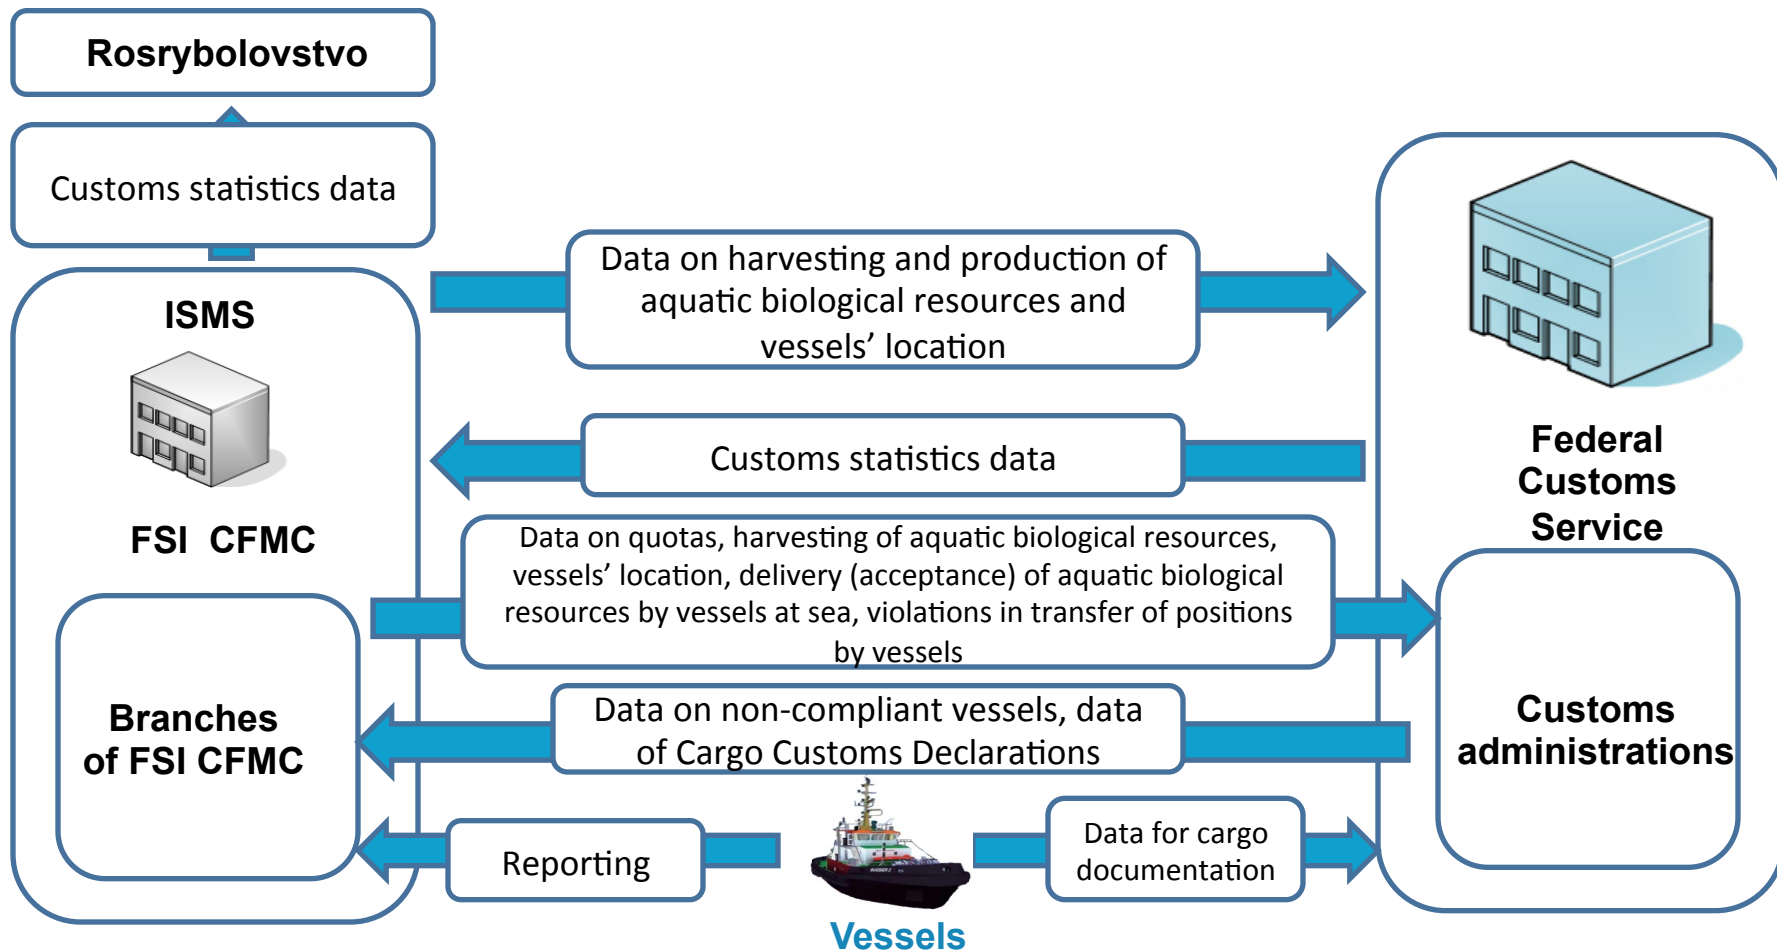 Rosrybolovstvo
Customs statistics data
ISMS
FSI CFMC
Branches
of FSI CFMC
Data on harvesting and production of
aquatic biological resources and
vessels’ location
Customs statistics data
Data on quotas, harvesting of aquatic biological resources,
vessels’ location, delivery (acceptance) of aquatic biological
resources by vessels at sea, violations in transfer of positions
by vessels
Data on non-compliant vessels, data
of Cargo Customs Declarations
Reporting
Data for cargo
documentation
Vessels
Federal
Customs
Service
Customs
administrations